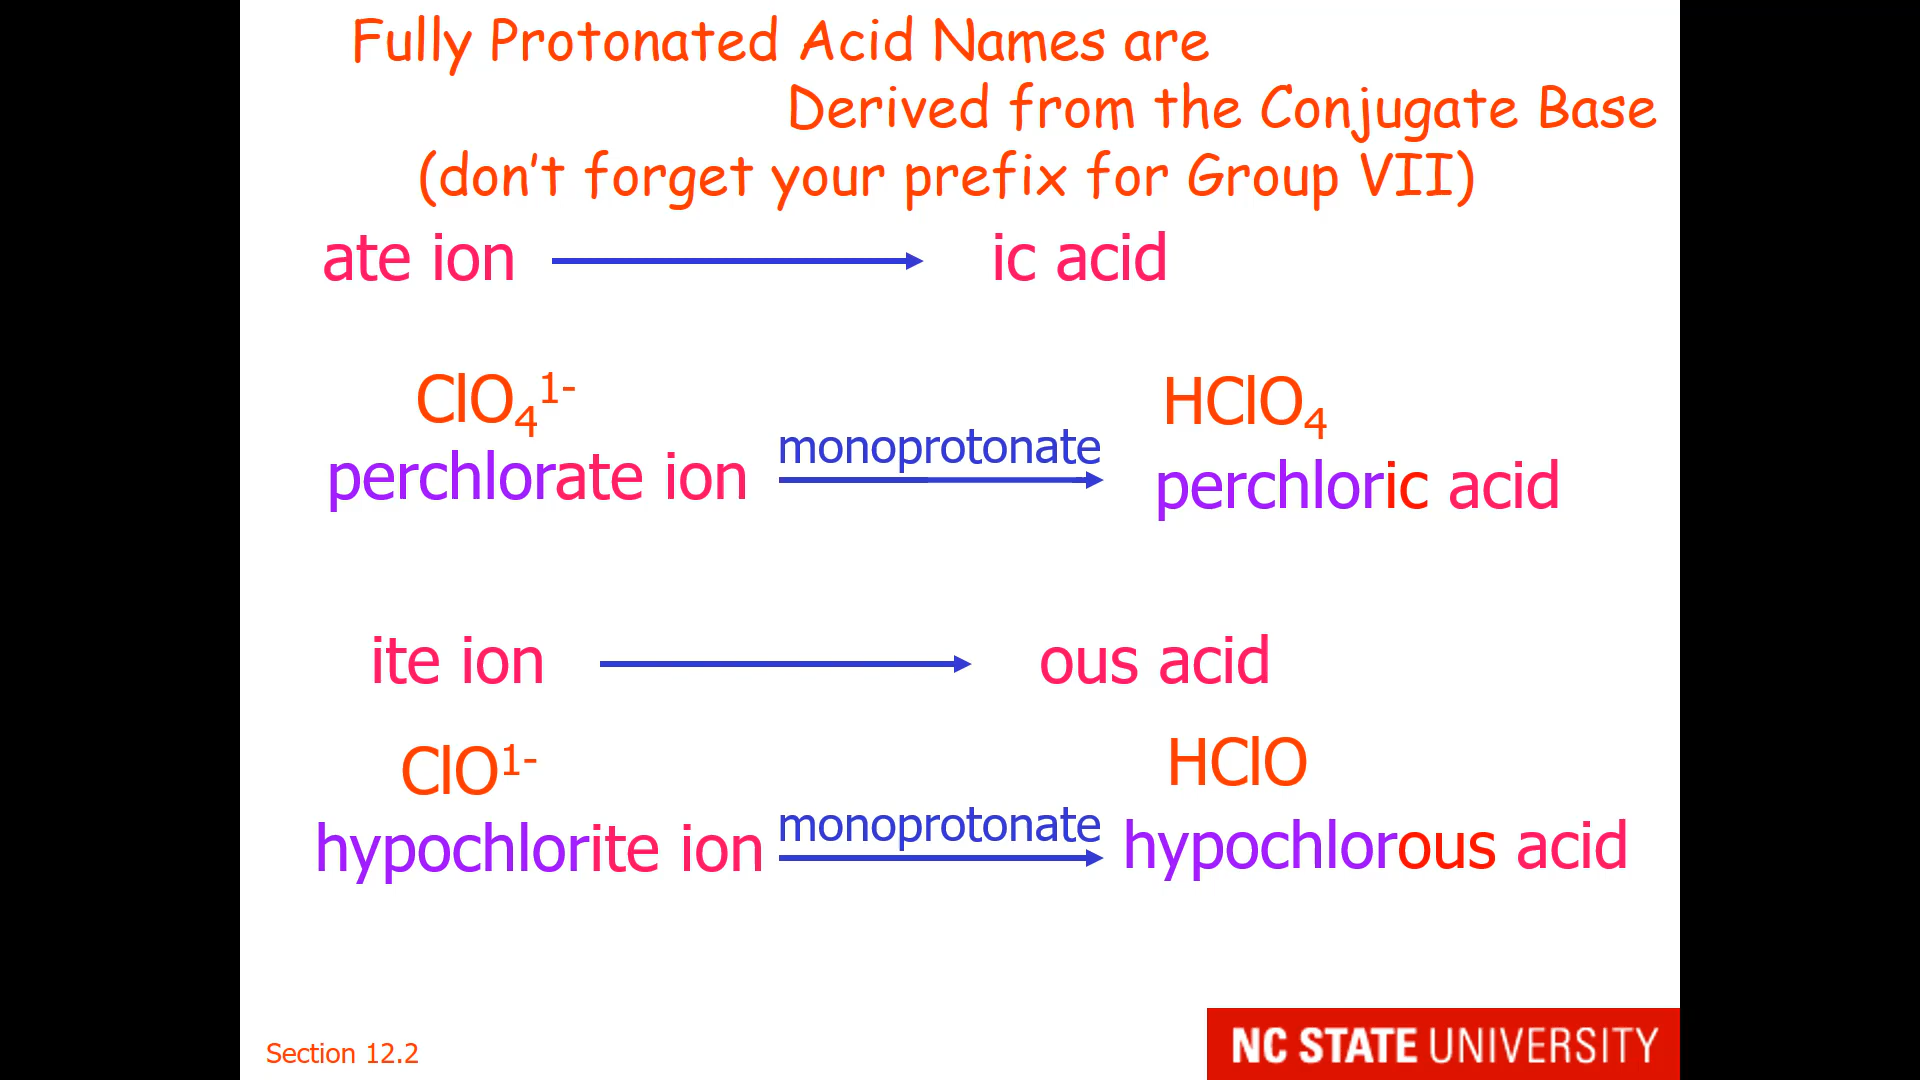 Fully Protonated Acid Names are
Derived from the Conjugate Base
(don't forget your prefix for Group VII)
ate ion ic acid
ClO₄¹⁻ HClO₄
perchlorate ion monoprotonate perchloric acid
ite ion ous acid
ClO¹⁻ HClO
hypochlorite ion monoprotonate hypochlorous acid
Section 12.2
NC STATE UNIVERSITY